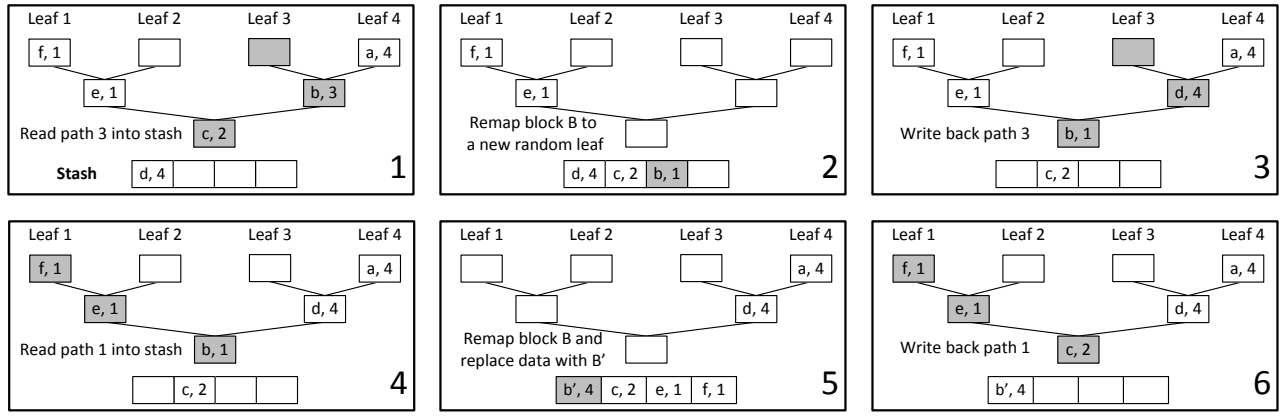 Leaf 1 Leaf 2 Leaf 3 Leaf 4
f, 1 a, 4
e, 1 b, 3
Read path 3 into stash c, 2
Stash d, 4 1
Leaf 1 Leaf 2 Leaf 3 Leaf 4
f, 1
e, 1
Remap block B to
a new random leaf
d, 4 c, 2 b, 1 2
Leaf 1 Leaf 2 Leaf 3 Leaf 4
f, 1 a, 4
e, 1 d, 4
Write back path 3 b, 1
c, 2 3
Leaf 1 Leaf 2 Leaf 3 Leaf 4
f, 1 a, 4
e, 1 d, 4
Read path 1 into stash b, 1
c, 2 4
Leaf 1 Leaf 2 Leaf 3 Leaf 4
a, 4
d, 4
Remap block B and
replace data with B’
b’, 4 c, 2 e, 1 f, 1 5
Leaf 1 Leaf 2 Leaf 3 Leaf 4
f, 1 a, 4
e, 1 d, 4
Write back path 1 c, 2
b’, 4 6